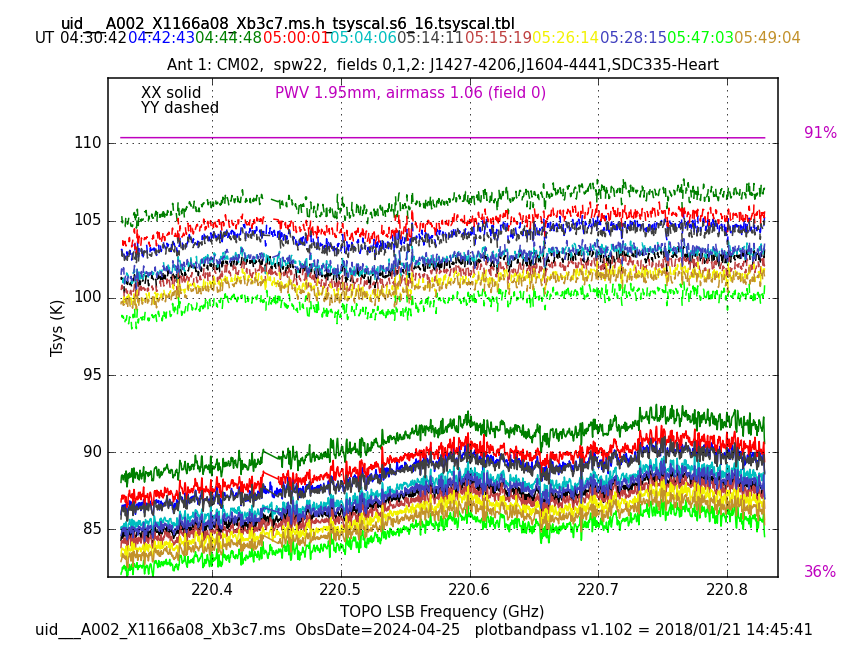 uid___A002_X1166a08_Xb3c7.ms.h_tsyscal.s6_16.tsyscal.tbl
UT 04:30:42 04:42:43 04:44:48 05:00:01 05:04:06 05:14:11 05:15:19 05:26:14 05:28:15 05:47:03 05:49:04
Ant 1: CM02, spw22, fields 0,1,2: J1427-4206,J1604-4441,SDC335-Heart
XX solid PWV 1.95mm, airmass 1.06 (field 0)
YY dashed
91%
110
105
100
Tsys (K)
95
90
85
36%
220.4 220.5 220.6 220.7 220.8
TOPO LSB Frequency (GHz)
uid___A002_X1166a08_Xb3c7.ms ObsDate=2024-04-25 plotbandpass v1.102 = 2018/01/21 14:45:41